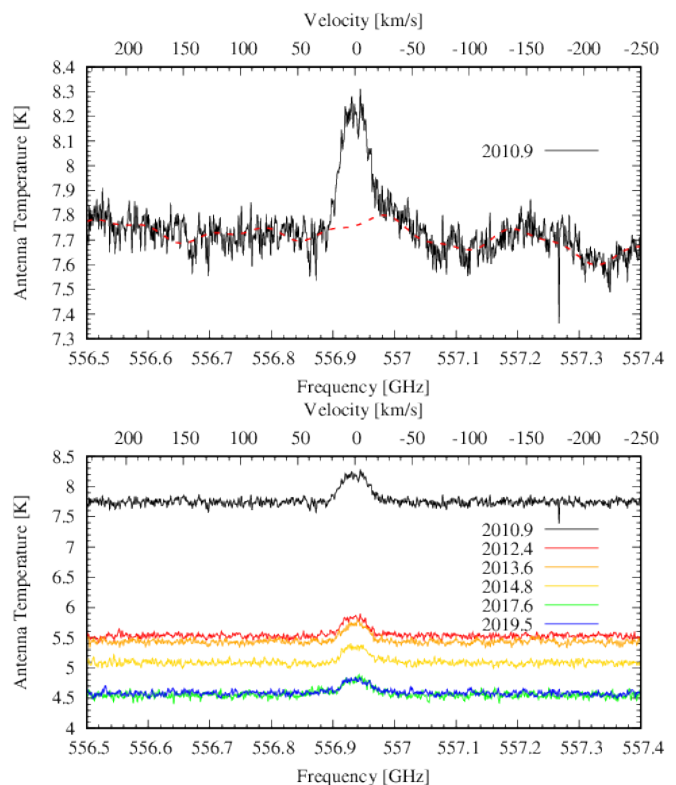 Velocity [km/s]
200 150 100 50 0 -50 -100 -150 -200 -250
8.4
8.3
8.2
8.1
8
7.9
7.8
7.7
7.6
7.5
7.4
7.3
Antenna Temperature [K]
2010.9
556.5 556.6 556.7 556.8 556.9 557 557.1 557.2 557.3 557.4
Frequency [GHz]
Velocity [km/s]
200 150 100 50 0 -50 -100 -150 -200 -250
8.5
8
7.5
7
6.5
6
5.5
5
4.5
4
Antenna Temperature [K]
2010.9
2012.4
2013.6
2014.8
2017.6
2019.5
556.5 556.6 556.7 556.8 556.9 557 557.1 557.2 557.3 557.4
Frequency [GHz]